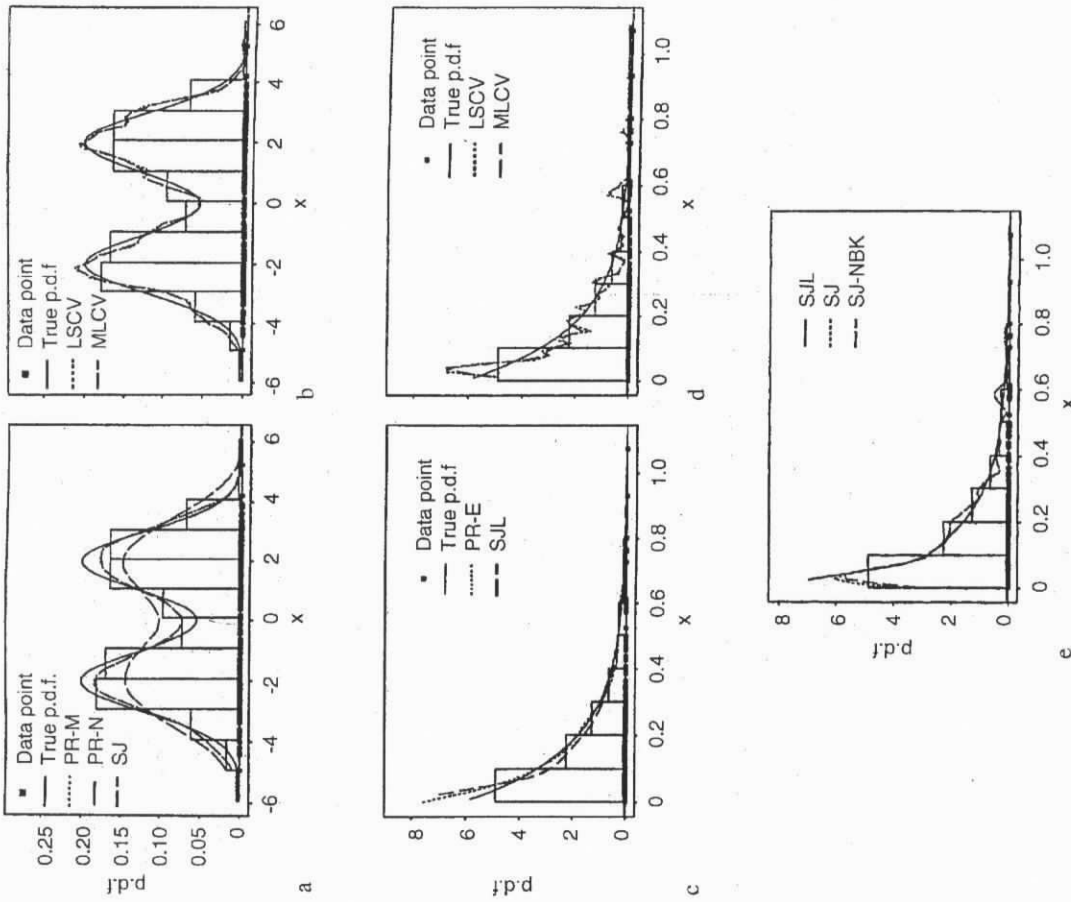 0.25
0.20
0.15
0.10
0.05
0
p.d.f
Data point
True p.d.f.
PR-M
PR-N
SJ
-6
-4
-2
0
2
4
6
x
a
Data point
True p.d.f
LSCV
MLCV
-6
-4
-2
0
2
4
6
x
b
8
6
4
2
0
p.d.f
Data point
True p.d.f
PR-E
SJL
0
0.2
0.4
0.6
0.8
1.0
x
c
Data point
True p.d.f
LSCV
MLCV
0
0.2
0.4
0.6
0.8
1.0
x
d
8
6
4
2
0
p.d.f
SJL
SJ
SJ-NBK
0
0.2
0.4
0.6
0.8
1.0
x
e